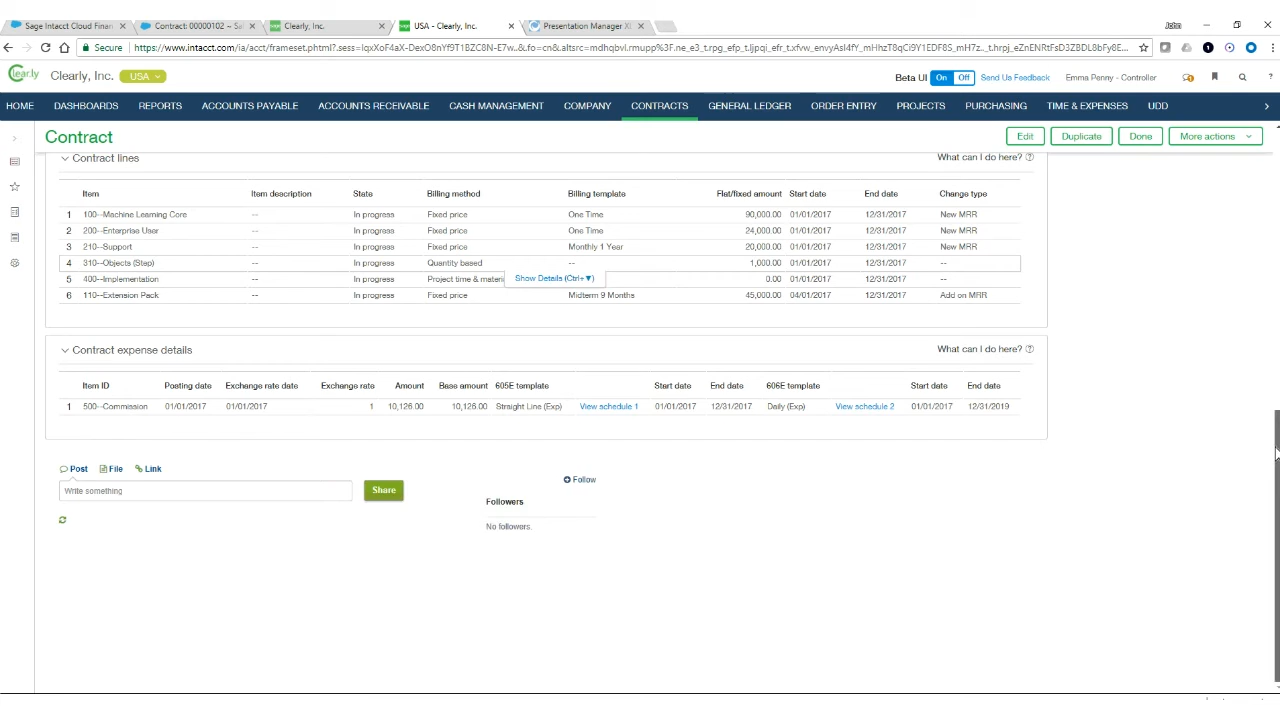 Sage Intacct Cloud Finan × Contract: 00000102 ~ Sal × Clearly, Inc. × USA - Clearly, Inc. × Presentation Manager XI × John
Secure
Clear.ly Clearly, Inc. USA Beta UI On Off Send Us Feedback Emma Penny - Controller
HOME DASHBOARDS REPORTS ACCOUNTS PAYABLE ACCOUNTS RECEIVABLE CASH MANAGEMENT COMPANY CONTRACTS GENERAL LEDGER ORDER ENTRY PROJECTS PURCHASING TIME & EXPENSES UDD
Contract Edit Duplicate Done More actions
Contract lines What can I do here?
Item Item description State Billing method Billing template Flat/fixed amount Start date End date Change type
1 100--Machine Learning Core -- In progress Fixed price One Time 90,000.00 01/01/2017 12/31/2017 New MRR
2 200--Enterprise User -- In progress Fixed price One Time 24,000.00 01/01/2017 12/31/2017 New MRR
3 210--Support -- In progress Fixed price Monthly 1 Year 20,000.00 01/01/2017 12/31/2017 New MRR
4 310--Objects (Step) -- In progress Quantity based -- 1,000.00 01/01/2017 12/31/2017 --
5 400--Implementation -- In progress Project time & materi Show Details (Ctrl+▼) 0.00 01/01/2017 12/31/2017 --
6 110--Extension Pack -- In progress Fixed price Midterm 9 Months 45,000.00 04/01/2017 12/31/2017 Add on MRR
Contract expense details What can I do here?
Item ID Posting date Exchange rate date Exchange rate Amount Base amount 605E template Start date End date 606E template Start date End date
1 500--Commission 01/01/2017 01/01/2017 1 10,126.00 10,126.00 Straight Line (Exp) View schedule 1 01/01/2017 12/31/2017 Daily (Exp) View schedule 2 01/01/2017 12/31/2019
Post File Link
Follow
Write something Share
Followers
No followers.